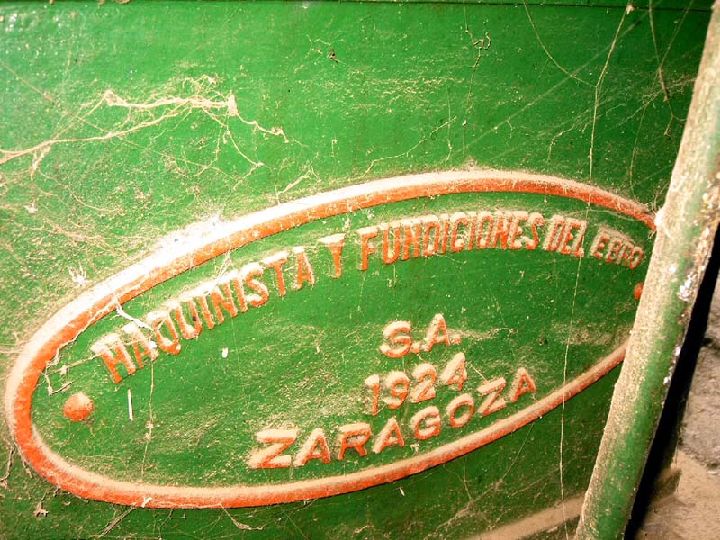 MAQUINISTA Y FUNDICIONES DEL EBRO
S.A.
1924
ZARAGOZA